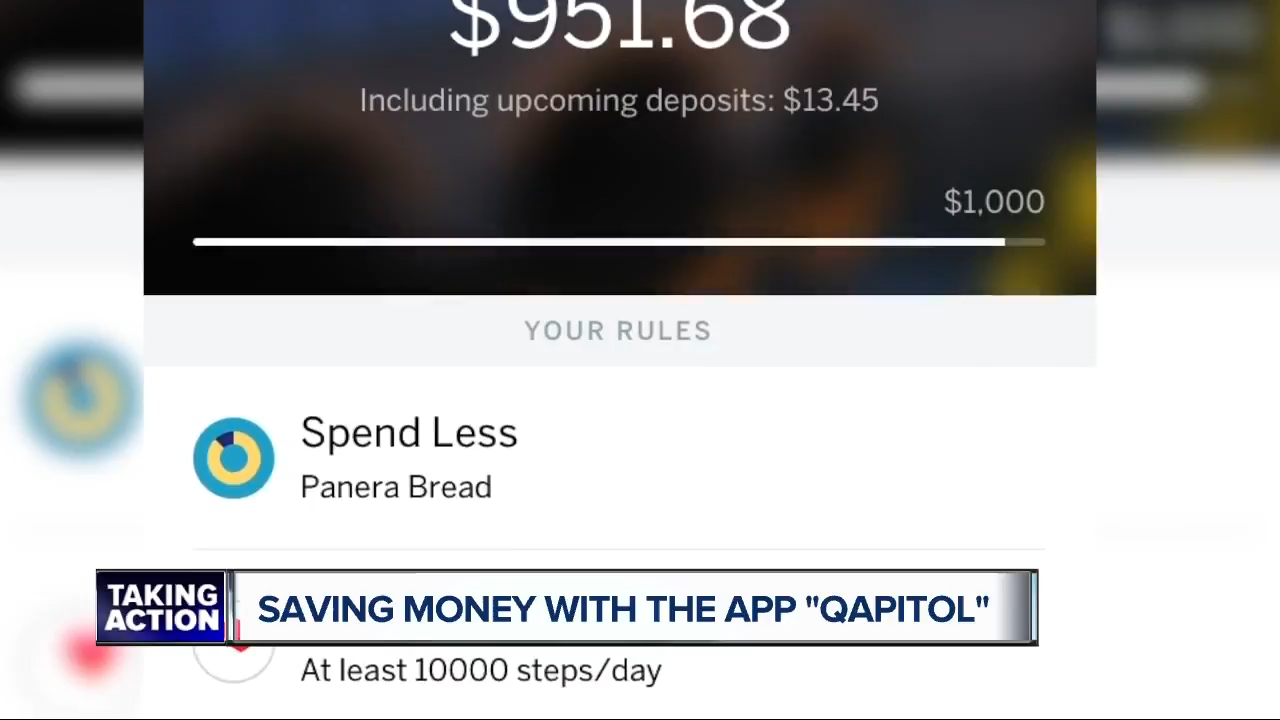 $951.68
Including upcoming deposits: $13.45
$1,000
YOUR RULES
Spend Less
Panera Bread
TAKING
ACTION
SAVING MONEY WITH THE APP "QAPITOL"
At least 10000 steps/day